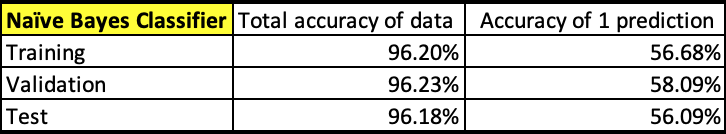 Naïve Bayes Classifier Total accuracy of data Accuracy of 1 prediction
Training 96.20% 56.68%
Validation 96.23% 58.09%
Test 96.18% 56.09%